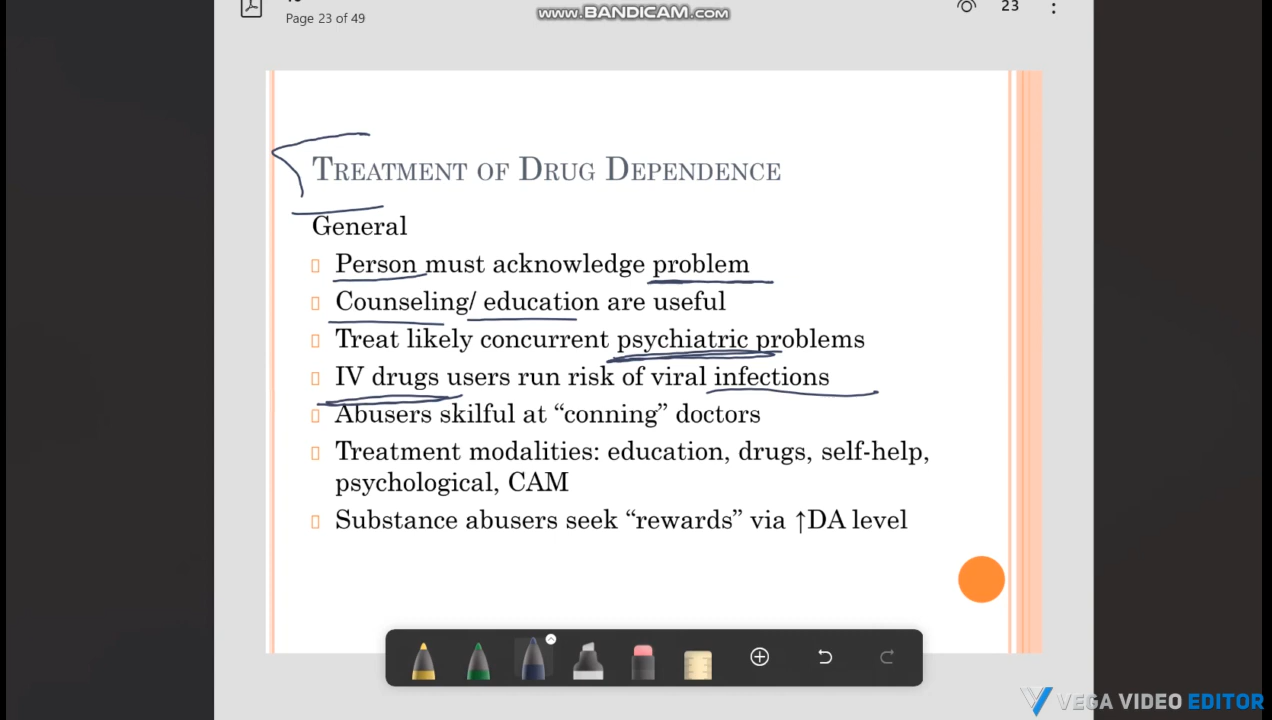 www.BANDICAM.com
Page 23 of 49
23
TREATMENT OF DRUG DEPENDENCE
General
Person must acknowledge problem
Counseling/ education are useful
Treat likely concurrent psychiatric problems
IV drugs users run risk of viral infections
Abusers skilful at “conning” doctors
Treatment modalities: education, drugs, self-help,
psychological, CAM
Substance abusers seek “rewards” via ↑DA level
VEGA VIDEO EDITOR